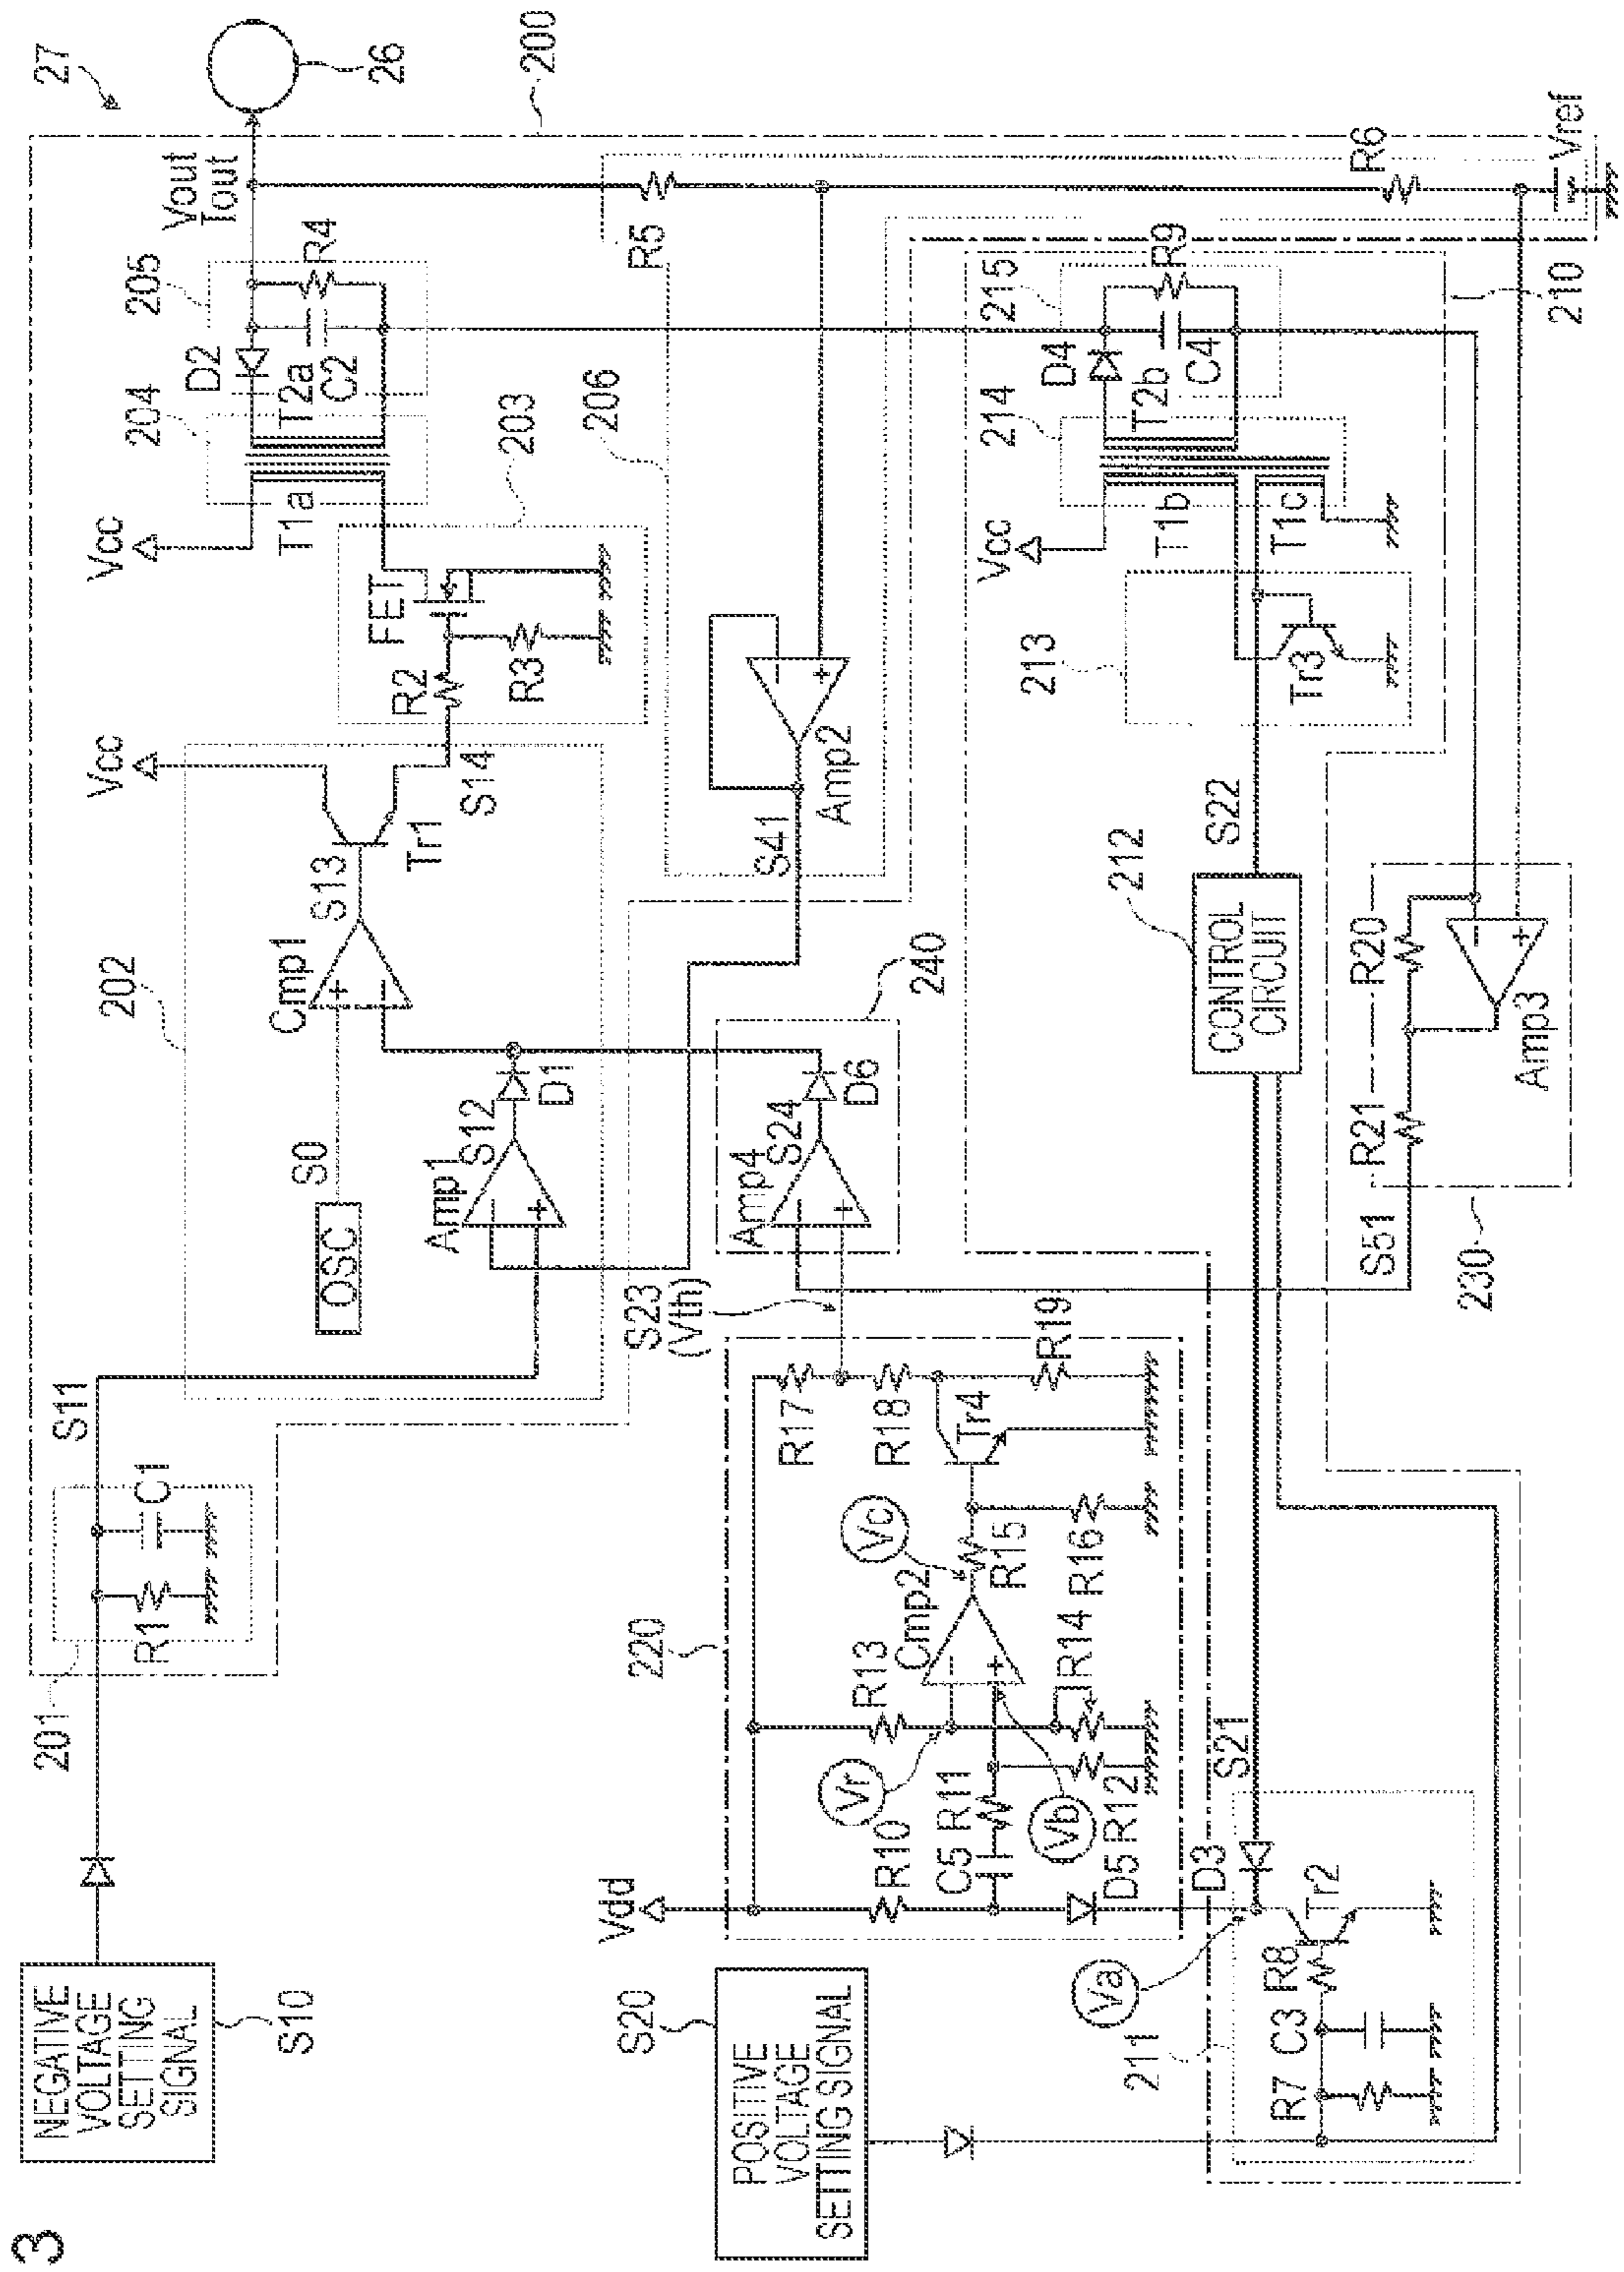 3
27
26
200
Vout
Tout
205
R4
204
D2
T2a
C2
Vcc
T1a
203
206
R5
R6
Vref
FET
R2
R3
Vcc
202
S13
Cmp1
Tr1
S14
S0
OSC
Amp1
S12
D1
S41
Amp2
240
Amp4
S24
D6
S11
201
R1
C1
NEGATIVE
VOLTAGE
SETTING
SIGNAL
S10
215
R9
214
D4
T2b
C4
Vcc
T1b
T1c
210
213
Tr3
212
S22
CONTROL
CIRCUIT
R20
R21
Amp3
S51
230
S23
(Vth)
R19
R17
R18
Tr4
Vc
R15
R16
220
Cmp2
R13
R14
Vr
Vb
R10
C5
R11
D5
R12
Vdd
S20
POSITIVE
VOLTAGE
SETTING SIGNAL
D3
S21
Va
211
R8
Tr2
R7
C3